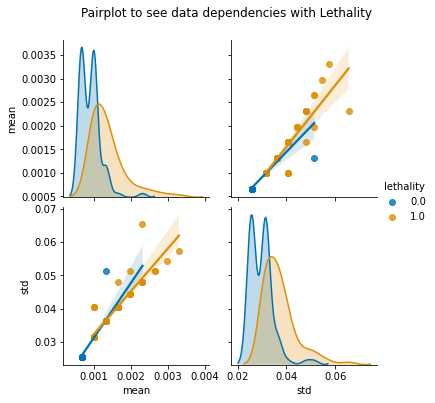 Pairplot to see data dependencies with Lethality
0.0035
0.0030
0.0025
0.0020
0.0015
0.0010
0.0005
mean
lethality
0.0
1.0
0.07
0.06
0.05
0.04
0.03
std
0.001 0.002 0.003 0.004
mean
0.02 0.04 0.06
std